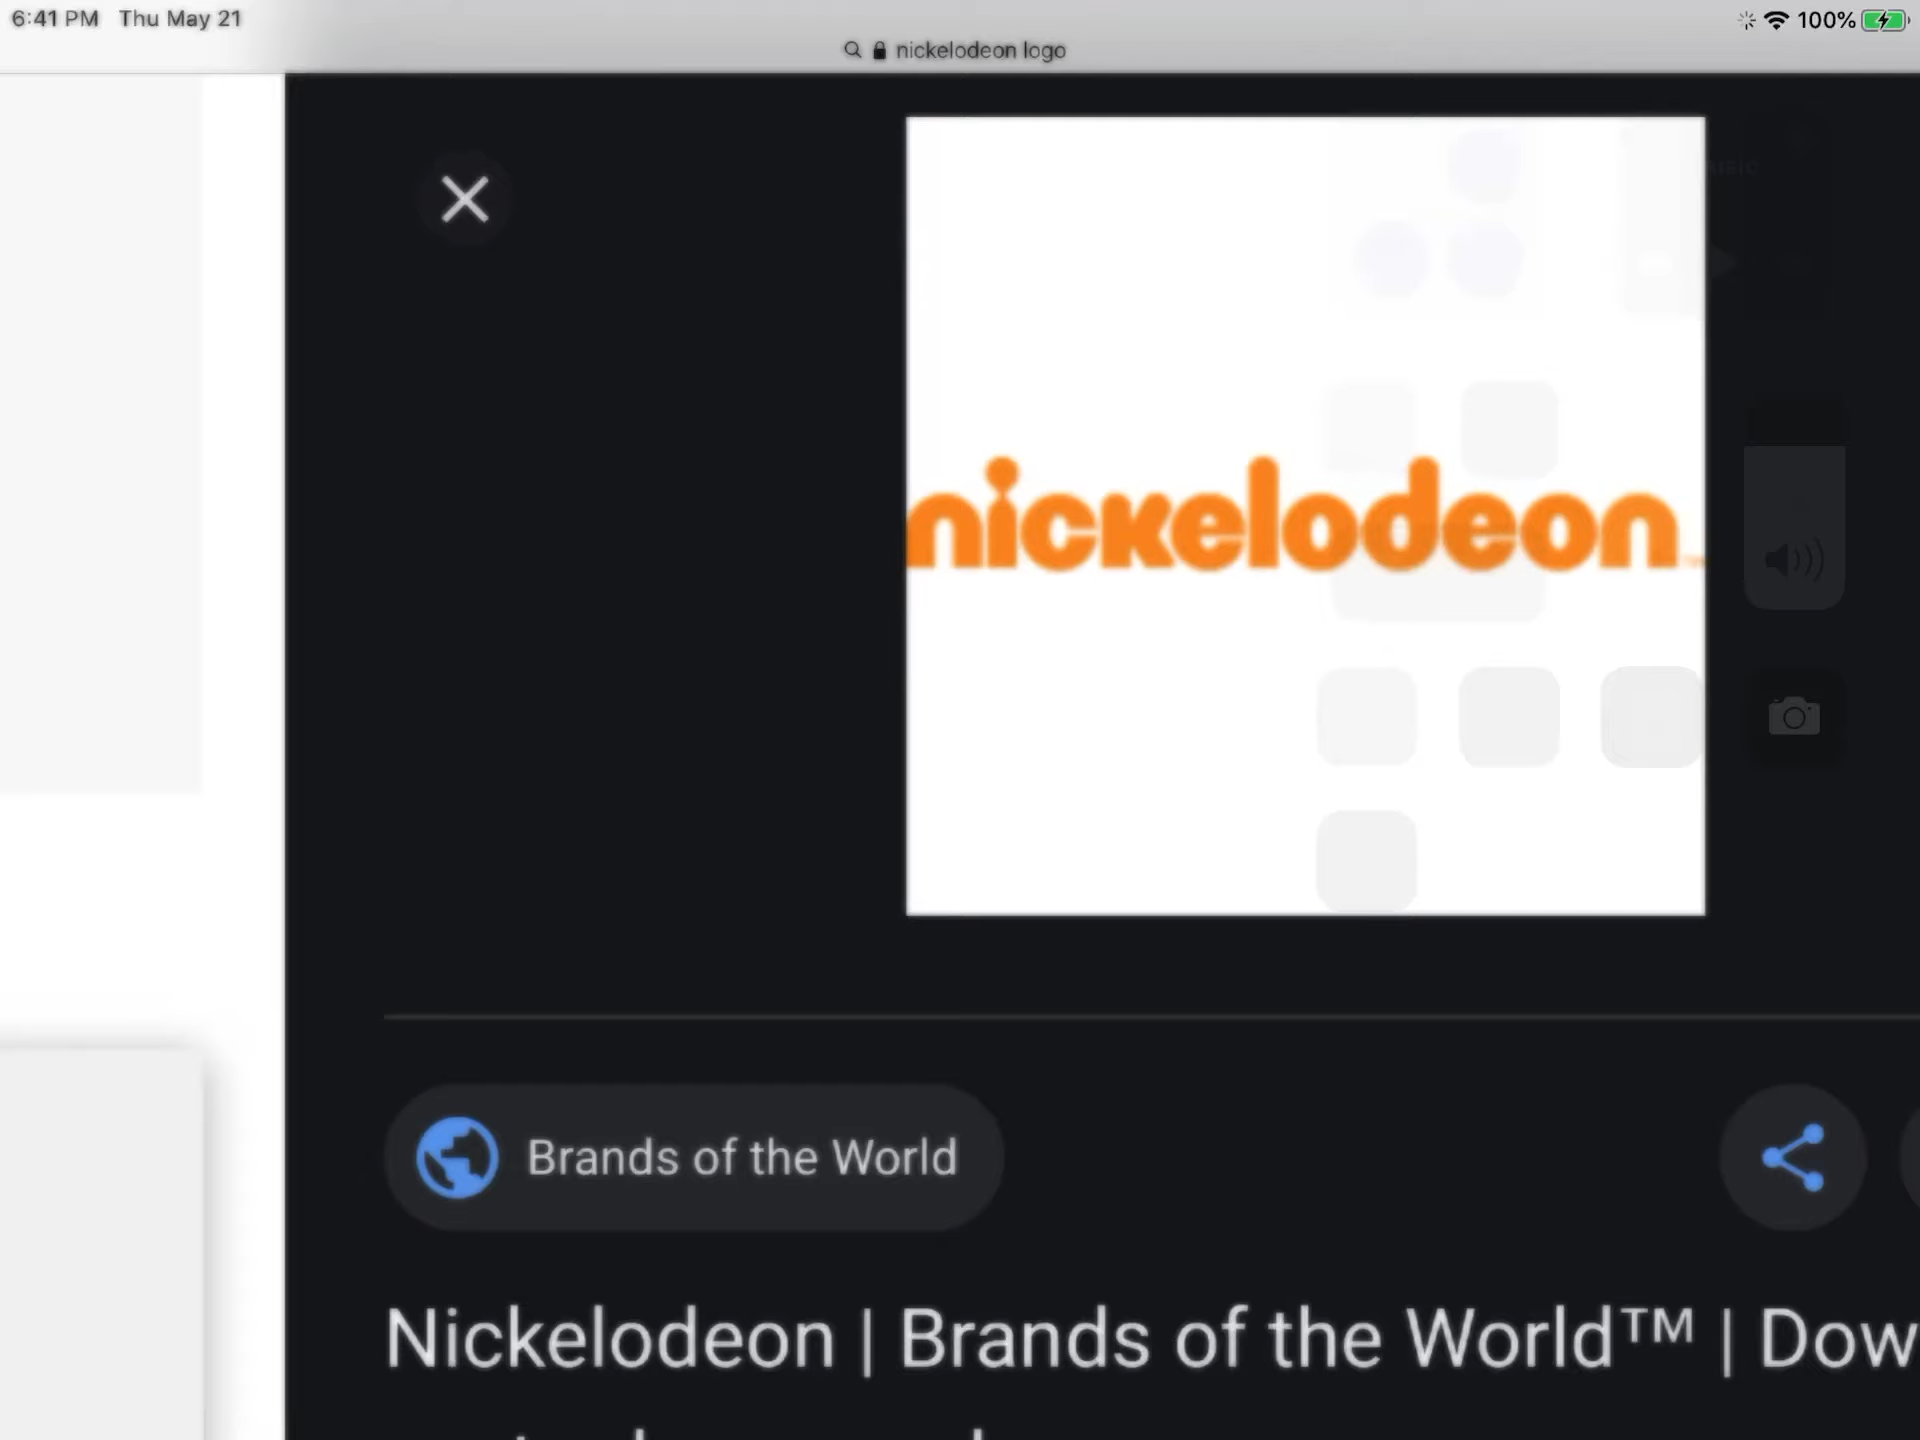 6:41 PM Thu May 21
100%
nickelodeon logo
nickelodeon
Brands of the World
Nickelodeon | Brands of the World™ | Dow